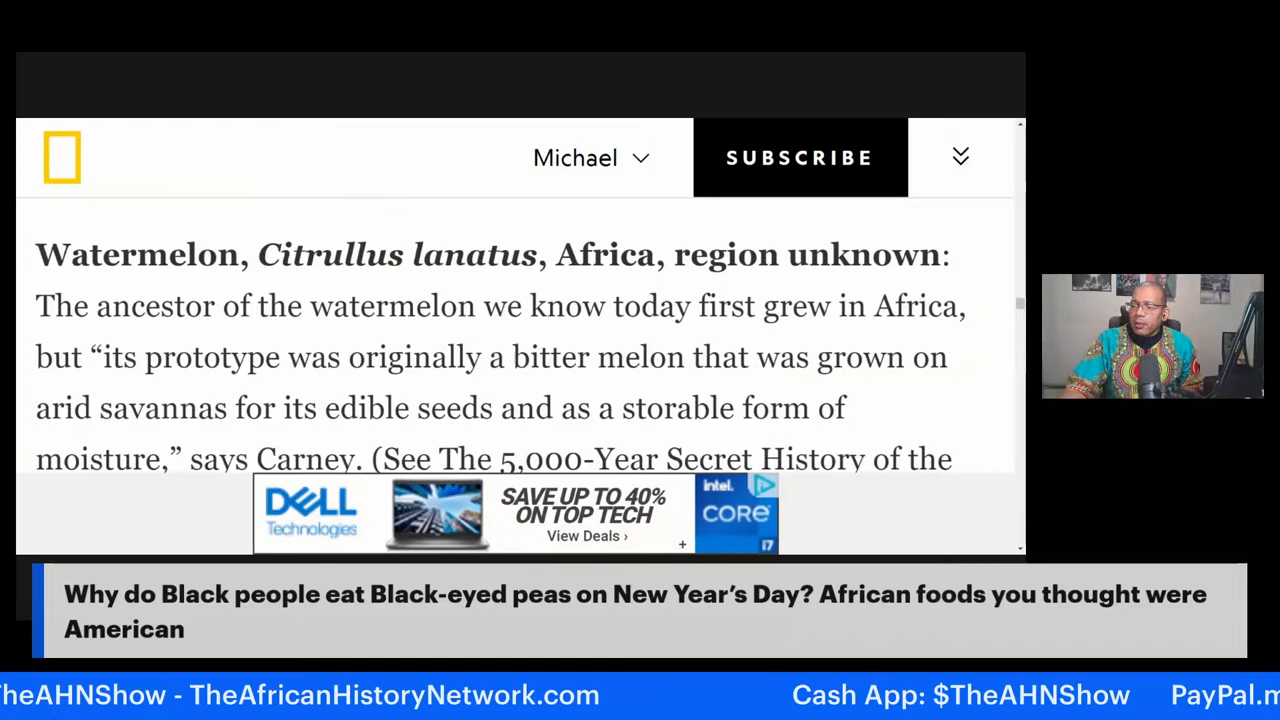 Michael
SUBSCRIBE
Watermelon, Citrullus lanatus, Africa, region unknown:
The ancestor of the watermelon we know today first grew in Africa,
but “its prototype was originally a bitter melon that was grown on
arid savannas for its edible seeds and as a storable form of
moisture,” says Carney. (See The 5,000-Year Secret History of the
DELL
Technologies
SAVE UP TO 40%
ON TOP TECH
View Deals ›
intel.
CORE
i7
Why do Black people eat Black-eyed peas on New Year’s Day? African foods you thought were
American
TheAHNShow - TheAfricanHistoryNetwork.com
Cash App: $TheAHNShow
PayPal.m